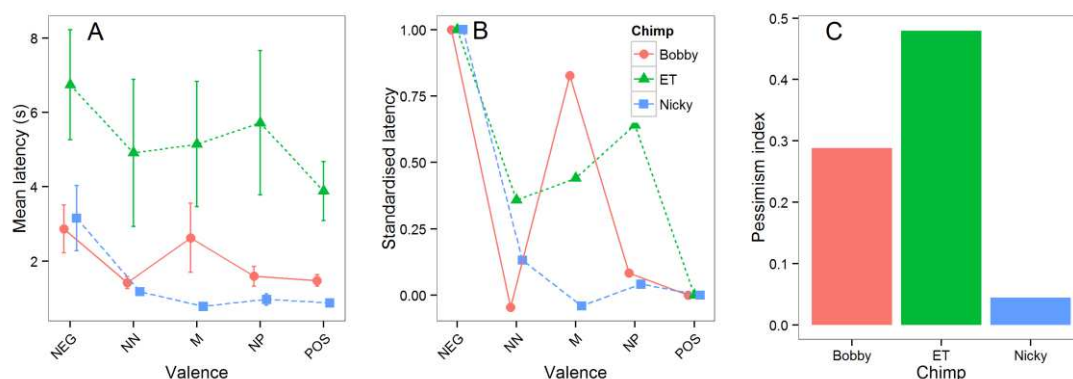 A
Mean latency (s)
8
6
4
2
NEG
NN
M
NP
POS
Valence
B
Standardised latency
1.00
0.75
0.50
0.25
0.00
NEG
NN
M
NP
POS
Valence
Chimp
Bobby
ET
Nicky
C
Pessimism index
0.5
0.3
0.2
0.1
0.0
Bobby
ET
Nicky
Chimp